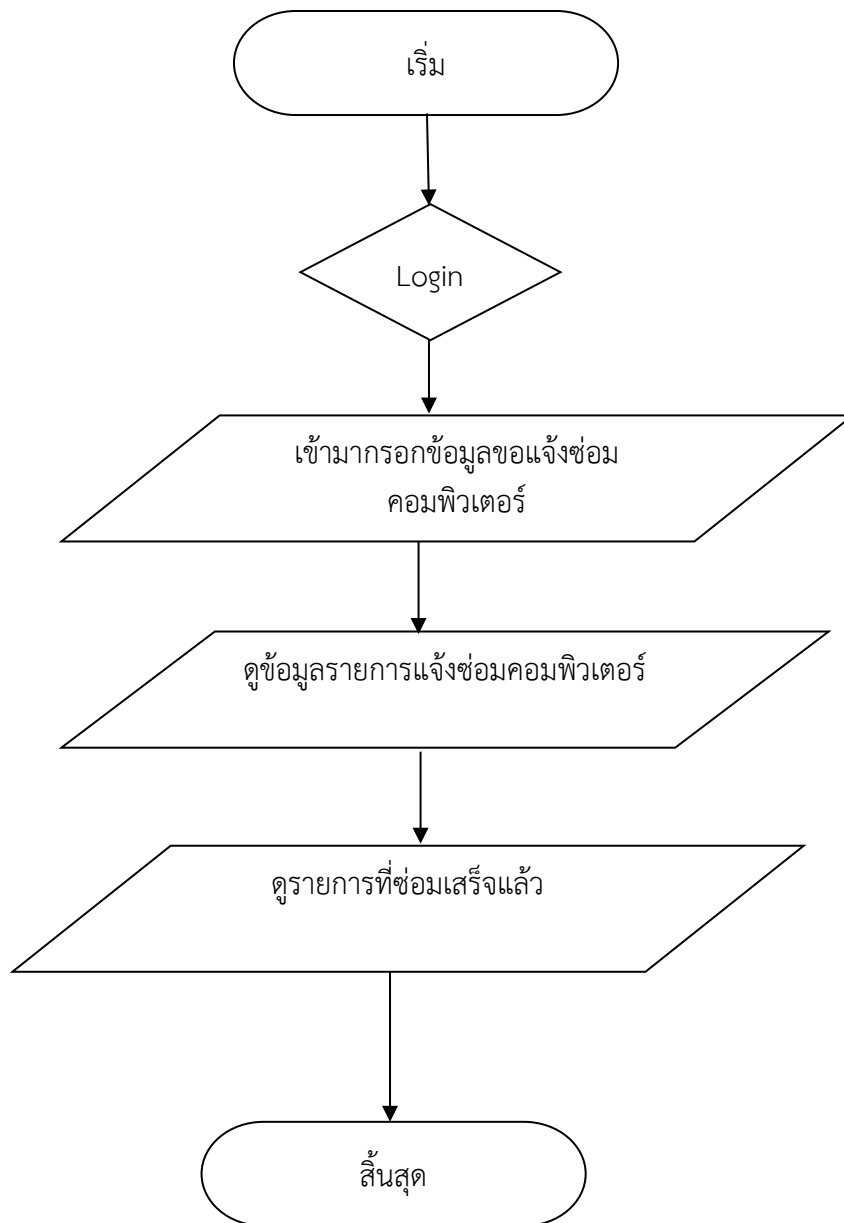 เริ่ม
Login
เข้ามากรอกข้อมูลขอแจ้งซ่อม
คอมพิวเตอร์
ดูข้อมูลรายการแจ้งซ่อมคอมพิวเตอร์
ดูรายการที่ซ่อมเสร็จแล้ว
สิ้นสุด